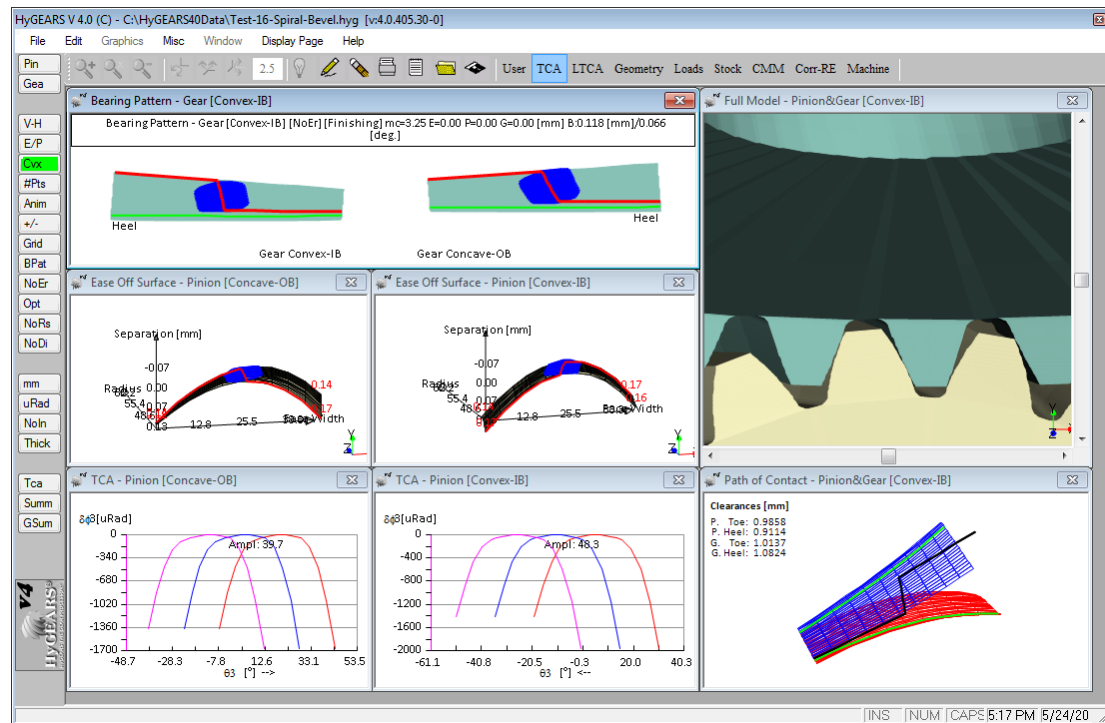 HyGEARS V 4.0 (C) - C:\HyGEARS40Data\Test-16-Spiral-Bevel.hyg [v:4.0.405.30-0]
File Edit Graphics Misc Window Display Page Help
Pin
Gea
2.5 User TCA LTCA Geometry Loads Stock CMM Corr-RE Machine
V-H
E/P
Cvx
#Pts
Anim
+/-
Grid
BPat
NoEr
Opt
NoRs
NoDi
mm
uRad
NoIn
Thick
Tca
Summ
GSum
v4
HyGEARS
Bearing Pattern - Gear [Convex-IB]
Bearing Pattern - Gear [Convex-IB] [NoEr] [Finishing] mc=3.25 E=0.00 P=0.00 G=0.00 [mm] B:0.118 [mm]/0.066
[deg.]
Heel
Heel
Gear Convex-IB
Gear Concave-OB
Full Model - Pinion&Gear [Convex-IB]
Y
Z
Ease Off Surface - Pinion [Concave-OB]
Separation [mm]
-0.07
Radius 0.00 0.14
55.4 0.07
48.6 0.17
0.13 12.8 25.5
Y
Z
Ease Off Surface - Pinion [Convex-IB]
Separation [mm]
-0.07
Radius 0.00 0.17
55.4 0.07 0.16
48.6
12.8 25.5
Y
Z
TCA - Pinion [Concave-OB]
δϕ3[uRad]
0
Ampl: 39.7
-340
-680
-1020
-1360
-1700
-48.7 -28.3 -7.8 12.6 33.1 53.5
θ3 [°] -->
TCA - Pinion [Convex-IB]
δϕ3[uRad]
0
Ampl: 48.3
-400
-800
-1200
-1600
-2000
-61.1 -40.8 -20.5 -0.3 20.0 40.3
θ3 [°] <--
Path of Contact - Pinion&Gear [Convex-IB]
Clearances [mm]
P. Toe: 0.9858
P. Heel: 0.9114
G. Toe: 1.0137
G. Heel: 1.0824
INS NUM CAPS 5:17 PM 5/24/20